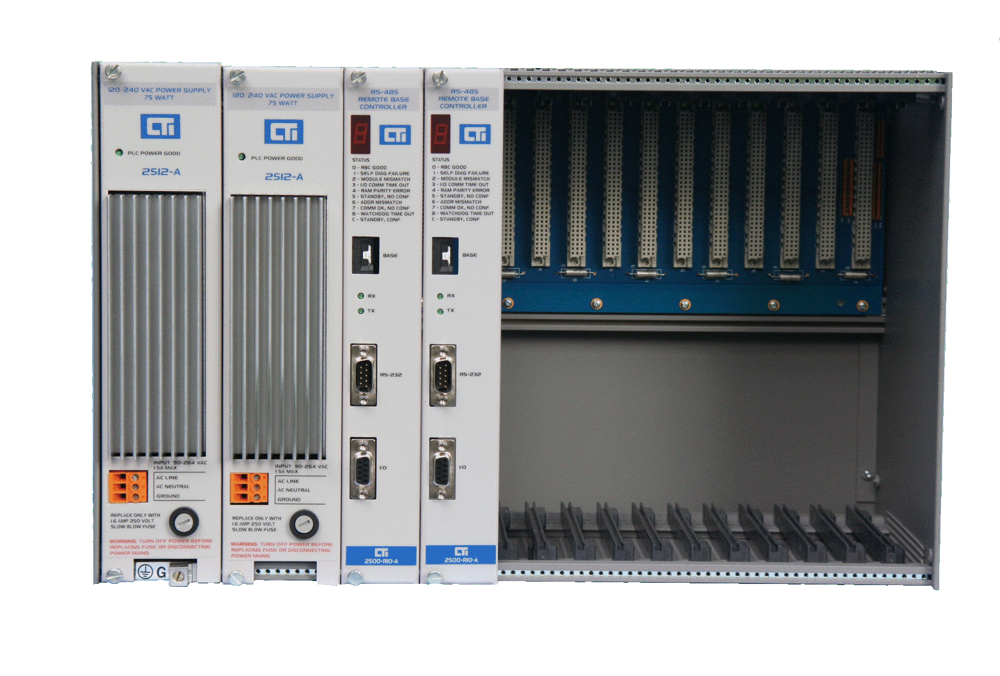 120/240 VAC POWER SUPPLY
75 WATT
CTi
PLC POWER GOOD
2512-A
INPUT: 90-264 VAC
1.5A MAX
AC LINE
AC NEUTRAL
GROUND
REPLACE ONLY WITH
1.6 AMP 250 VOLT
SLOW BLOW FUSE
WARNING: TURN OFF POWER BEFORE
REPLACING FUSE OR DISCONNECTING
POWER MAINS
G
120/240 VAC POWER SUPPLY
75 WATT
CTi
PLC POWER GOOD
2512-A
INPUT: 90-264 VAC
1.5A MAX
AC LINE
AC NEUTRAL
GROUND
REPLACE ONLY WITH
1.6 AMP 250 VOLT
SLOW BLOW FUSE
WARNING: TURN OFF POWER BEFORE
REPLACING FUSE OR DISCONNECTING
POWER MAINS
RS-485
REMOTE BASE
CONTROLLER
CTi
STATUS
0 - RBC GOOD
1 - SELF DIAG FAILURE
2 - MODULE MISMATCH
3 - I/O COMM TIME OUT
4 - RAM PARITY ERROR
5 - STANDBY, NO CONF
6 - ADDR MISMATCH
7 - COMM OK, NO CONF
8 - WATCHDOG TIME OUT
C - STANDBY, CONF
BASE
RX
TX
RS-232
I/O
CTi
2500-RIO-A
RS-485
REMOTE BASE
CONTROLLER
CTi
STATUS
0 - RBC GOOD
1 - SELF DIAG FAILURE
2 - MODULE MISMATCH
3 - I/O COMM TIME OUT
4 - RAM PARITY ERROR
5 - STANDBY, NO CONF
6 - ADDR MISMATCH
7 - COMM OK, NO CONF
8 - WATCHDOG TIME OUT
C - STANDBY, CONF
BASE
RX
TX
RS-232
I/O
CTi
2500-RIO-A